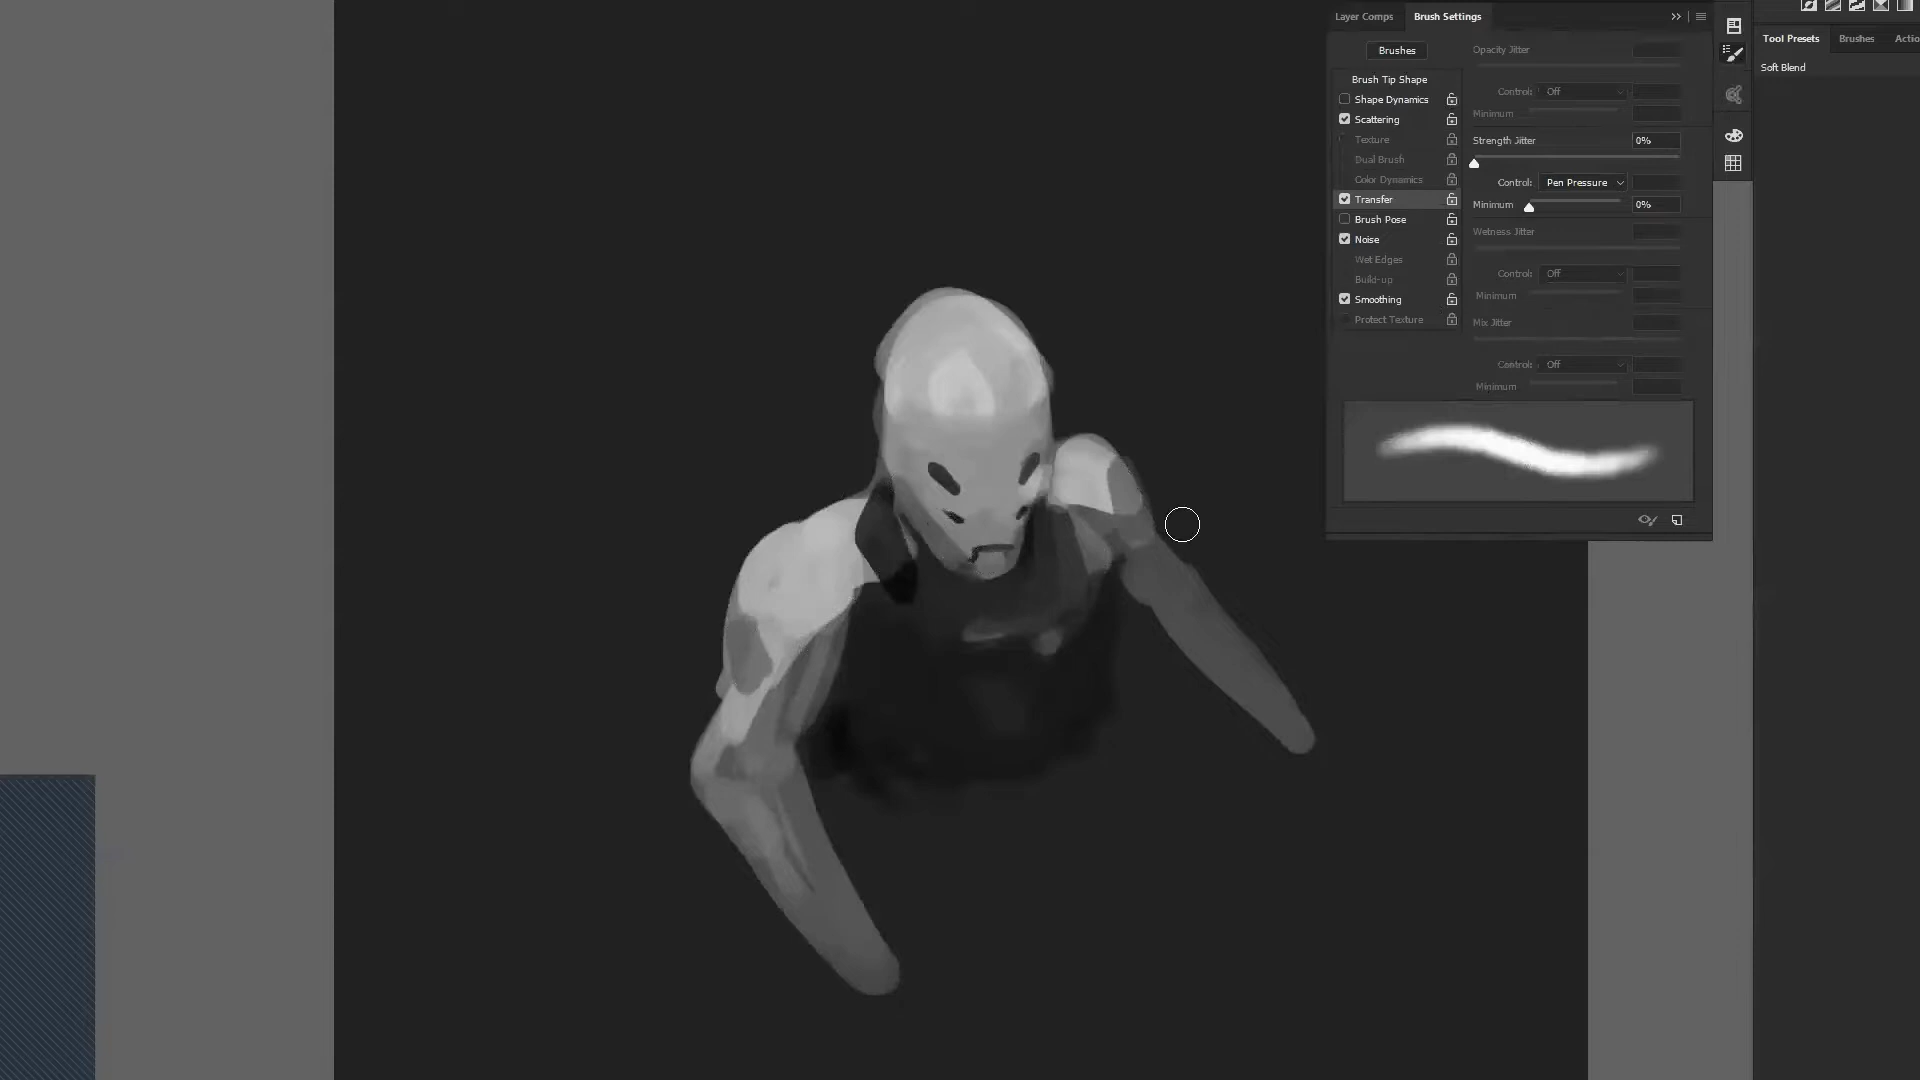 Layer Comps
Brush Settings
Tool Presets
Brushes
Actio
Soft Blend
Brushes
Brush Tip Shape
Shape Dynamics
Scattering
Texture
Dual Brush
Color Dynamics
Transfer
Brush Pose
Noise
Wet Edges
Build-up
Smoothing
Protect Texture
Opacity Jitter
Control: Off
Minimum
Strength Jitter 0%
Control: Pen Pressure
Minimum 0%
Wetness Jitter
Control: Off
Minimum
Mix Jitter
Control: Off
Minimum